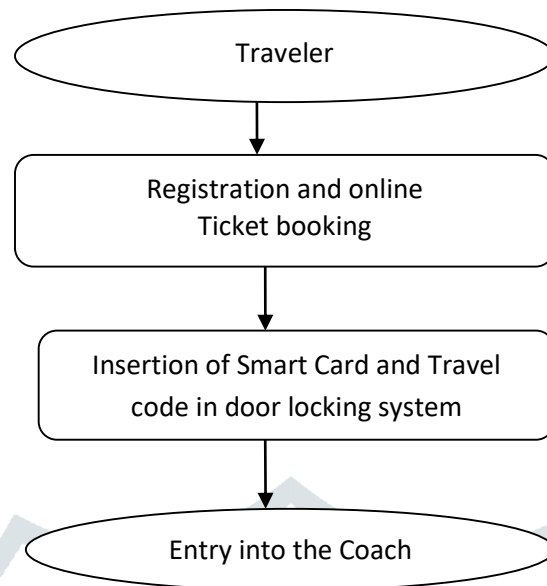 Traveler
Registration and online
Ticket booking
Insertion of Smart Card and Travel
code in door locking system
Entry into the Coach